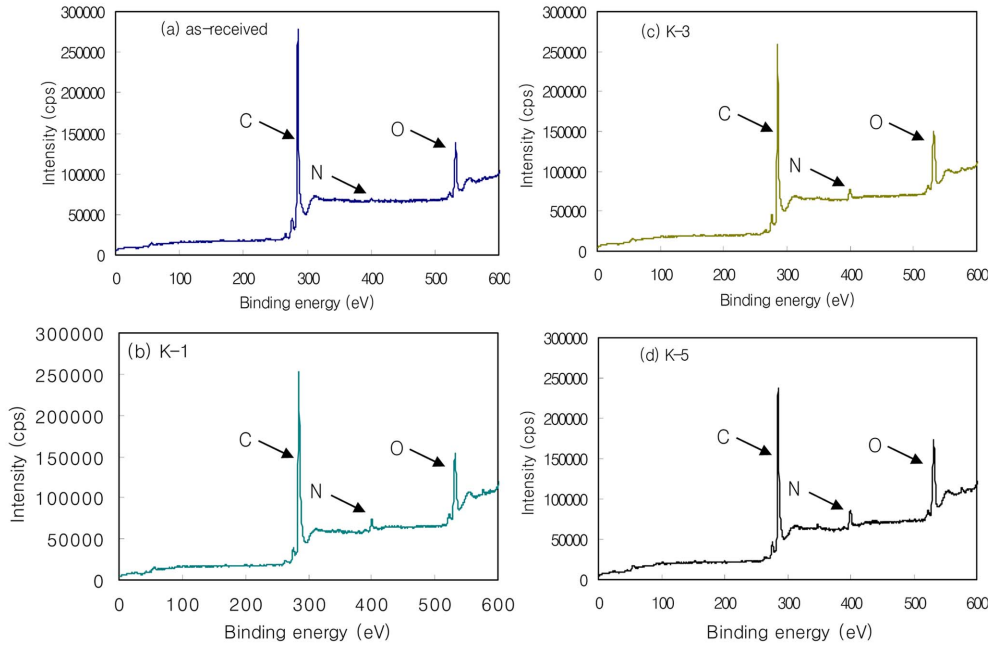 (a) as-received
300000
250000
200000
150000
100000
50000
0
Intensity (cps)
C
N
O
0 100 200 300 400 500 600
Binding energy (eV)
(c) K-3
300000
250000
200000
150000
100000
50000
0
Intensity (cps)
C
N
O
0 100 200 300 400 500 600
Binding energy (eV)
(b) K-1
300000
250000
200000
150000
100000
50000
0
Intensity (cps)
C
N
O
0 100 200 300 400 500 600
Binding energy (eV)
(d) K-5
300000
250000
200000
150000
100000
50000
0
Intensity (cps)
C
N
O
0 100 200 300 400 500 600
Binding energy (eV)